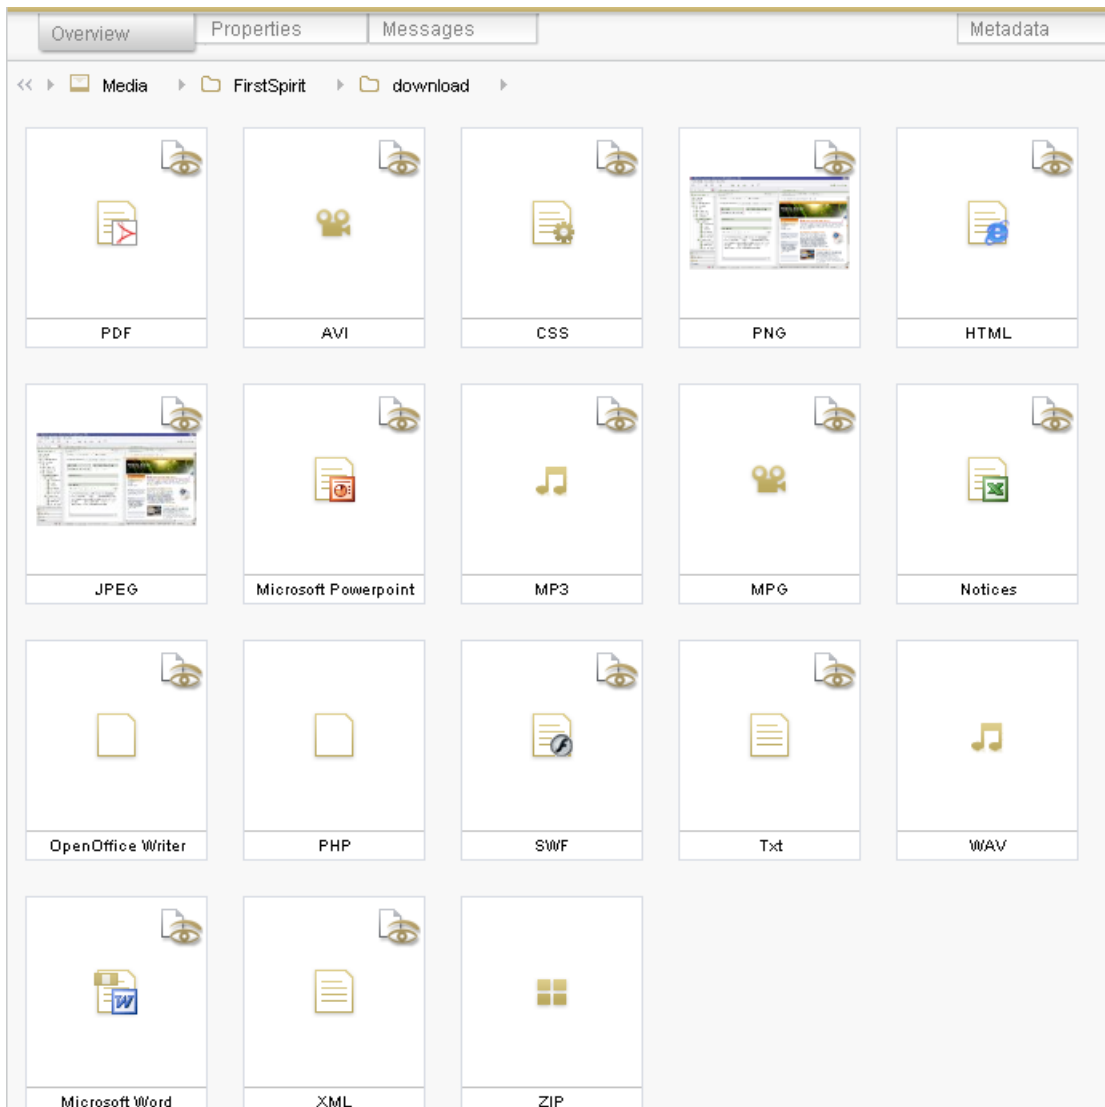 Overview Properties Messages Metadata
Media FirstSpirit download
PDF AVI CSS PNG HTML
JPEG Microsoft Powerpoint MP3 MPG Notices
OpenOffice Writer PHP SWF Txt WAV
Microsoft Word XML ZIP